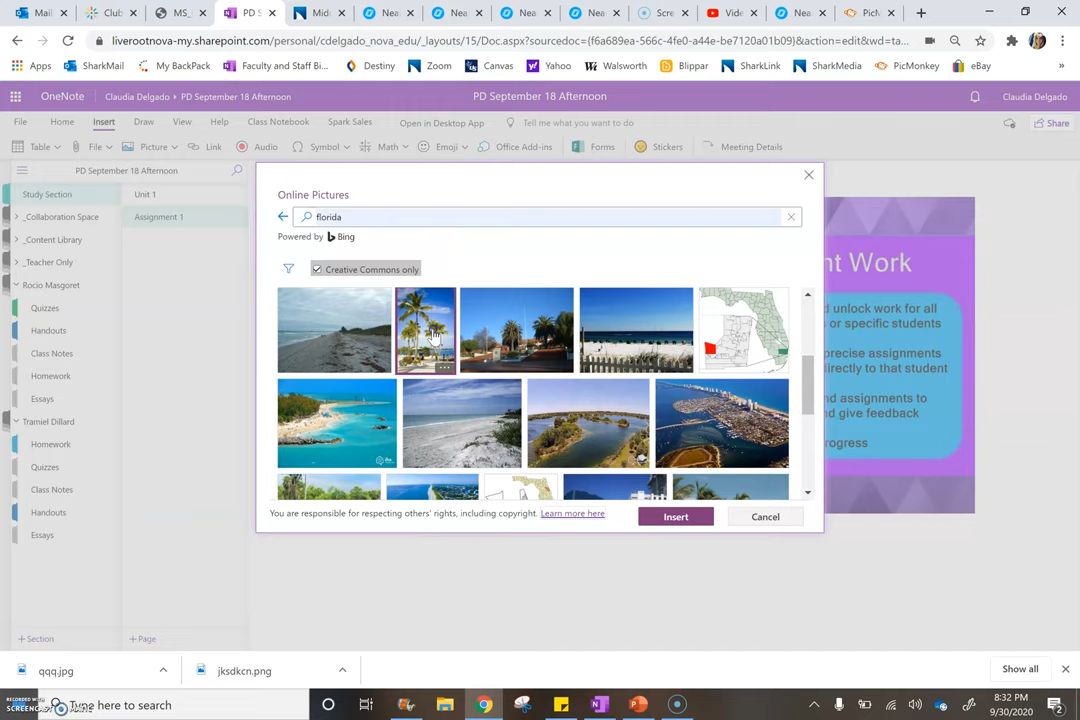 Mail
Club
MS_
PD S
Mid
Nea
Nea
Nea
Nea
Scre
Vide
Nea
PicM
liverootnova-my.sharepoint.com/personal/cdelgado_nova_edu/_layouts/15/Doc.aspx?sourcedoc={f6a689ea-566c-4fe0-a44e-be7120a01b09}&action=edit&wd=ta...
Apps SharkMail My BackPack Faculty and Staff Bi... Destiny Zoom Canvas Yahoo Walsworth Blippar SharkLink SharkMedia PicMonkey eBay
OneNote Claudia Delgado › PD September 18 Afternoon PD September 18 Afternoon Claudia Delgado
File Home Insert Draw View Help Class Notebook Spark Sales Open in Desktop App Tell me what you want to do Share
Table File Picture Link Audio Symbol Math Emoji Office Add-ins Forms Stickers Meeting Details
PD September 18 Afternoon
Study Section
_Collaboration Space
_Content Library
_Teacher Only
Rocio Masgoret
Quizzes
Handouts
Class Notes
Homework
Essays
Tramiel Dillard
Homework
Quizzes
Class Notes
Handouts
Essays
+ Section
Unit 1
Assignment 1
+ Page
Online Pictures
florida
Powered by Bing
Creative Commons only
You are responsible for respecting others' rights, including copyright. Learn more here
Insert
Cancel
nt Work
d unlock work for all
or specific students
precise assignments
directly to that student
nd assignments to
nd give feedback
rogress
qqq.jpg
jksdkcn.png
Show all
RECORDED WITH
SCREENCAST
Type here to search
8:32 PM
9/30/2020
2